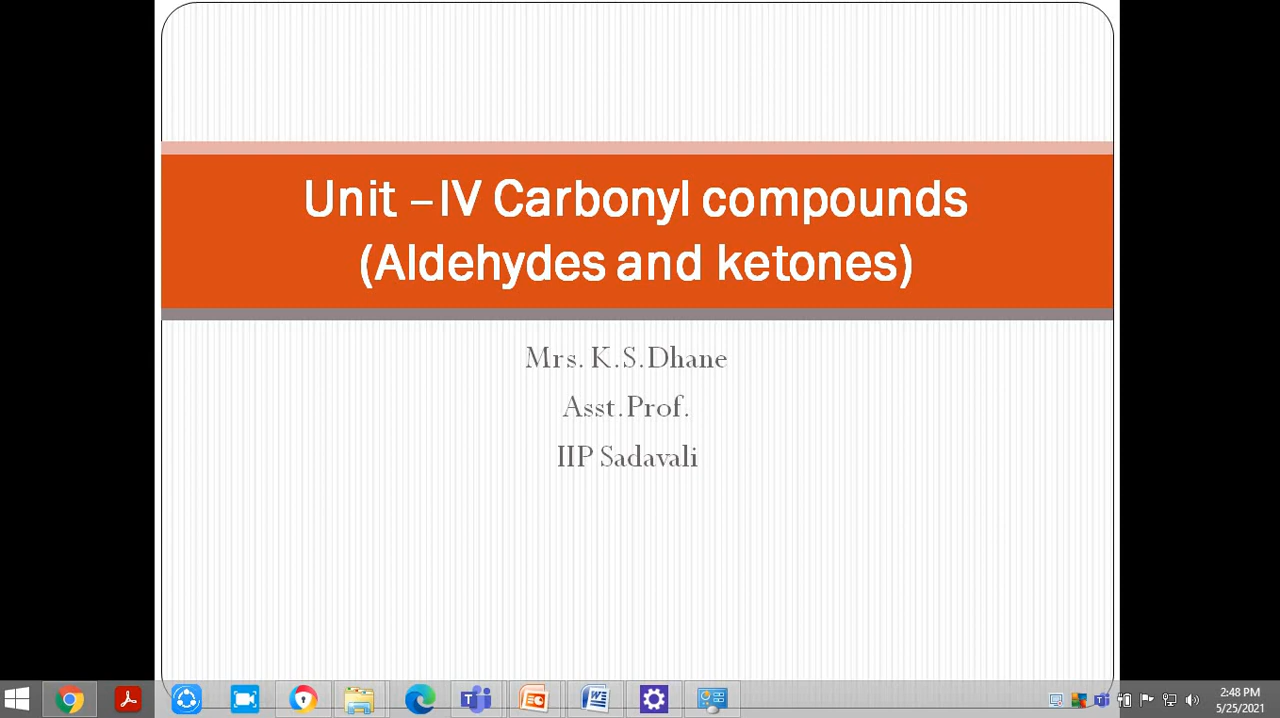 Unit –IV Carbonyl compounds
(Aldehydes and ketones)
Mrs. K.S.Dhane
Asst.Prof.
IIP Sadavali
2:48 PM
5/25/2021